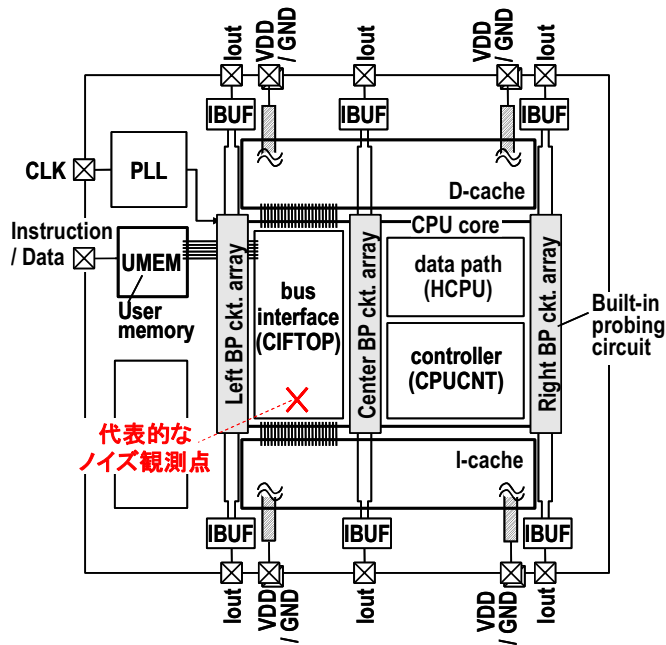 Iout
VDD
/ GND
Iout
VDD
/ GND
Iout
IBUF
IBUF
IBUF
CLK
PLL
D-cache
Instruction
/ Data
UMEM
User
memory
Left BP ckt. array
bus
interface
(CIFTOP)
Center BP ckt. array
CPU core
data path
(HCPU)
controller
(CPUCNT)
Right BP ckt. array
Built-in
probing
circuit
代表的な
ノイズ観測点
I-cache
IBUF
IBUF
IBUF
Iout
VDD
/ GND
Iout
VDD
/ GND
Iout